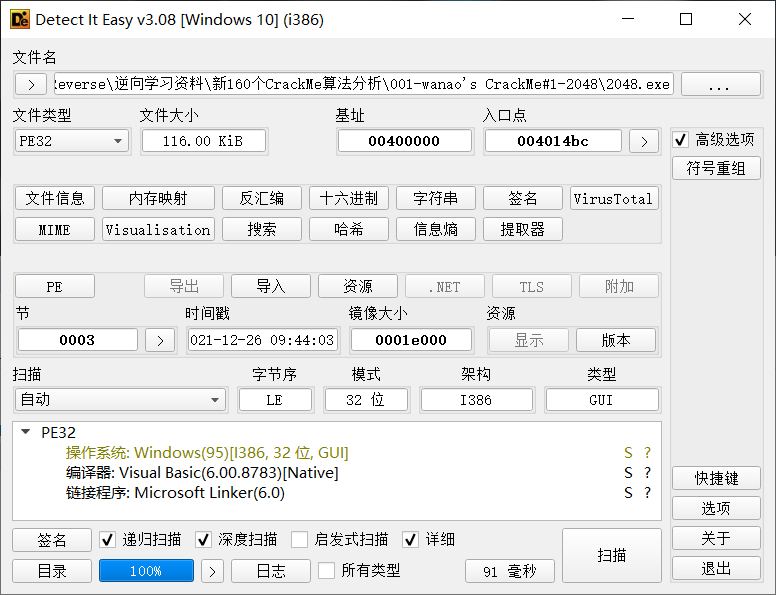 Detect It Easy v3.08 [Windows 10] (i386)
文件名
> Reverse\逆向学习资料\新160个CrackMe算法分析\001-wanao's CrackMe#1-2048\2048.exe ...
文件类型 文件大小 基址 入口点
PE32 116.00 KiB 00400000 004014bc > 高级选项
符号重组
文件信息 内存映射 反汇编 十六进制 字符串 签名 VirusTotal
MIME Visualisation 搜索 哈希 信息熵 提取器
PE 导出 导入 资源 .NET TLS 附加
节 时间戳 镜像大小 资源
0003 > 021-12-26 09:44:03 0001e000 显示 版本
扫描 字节序 模式 架构 类型
自动 LE 32 位 I386 GUI
PE32
操作系统: Windows(95)[I386, 32 位, GUI] S ?
编译器: Visual Basic(6.00.8783)[Native] S ?
链接程序: Microsoft Linker(6.0) S ?
快捷键
选项
签名 递归扫描 深度扫描 启发式扫描 详细 扫描 关于
目录 100% > 日志 所有类型 91 毫秒 退出